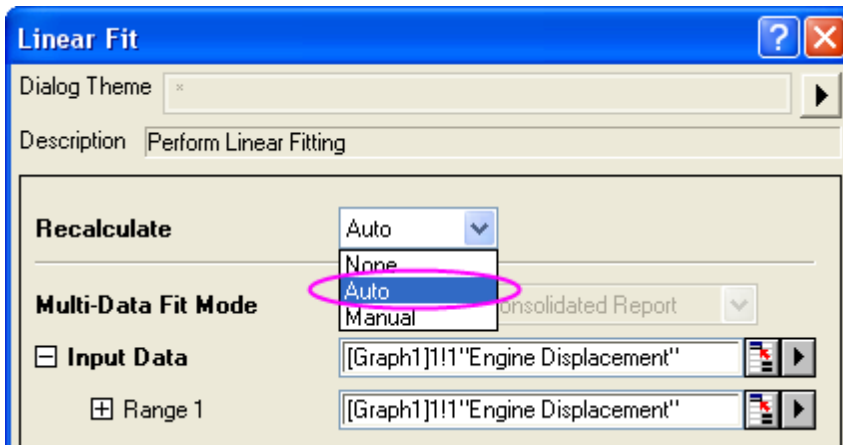 Linear Fit
Dialog Theme *
Description Perform Linear Fitting
Recalculate Auto
None
Auto
Manual
Multi-Data Fit Mode onsolidated Report
Input Data [Graph1]1!1"Engine Displacement"
Range 1 [Graph1]1!1"Engine Displacement"